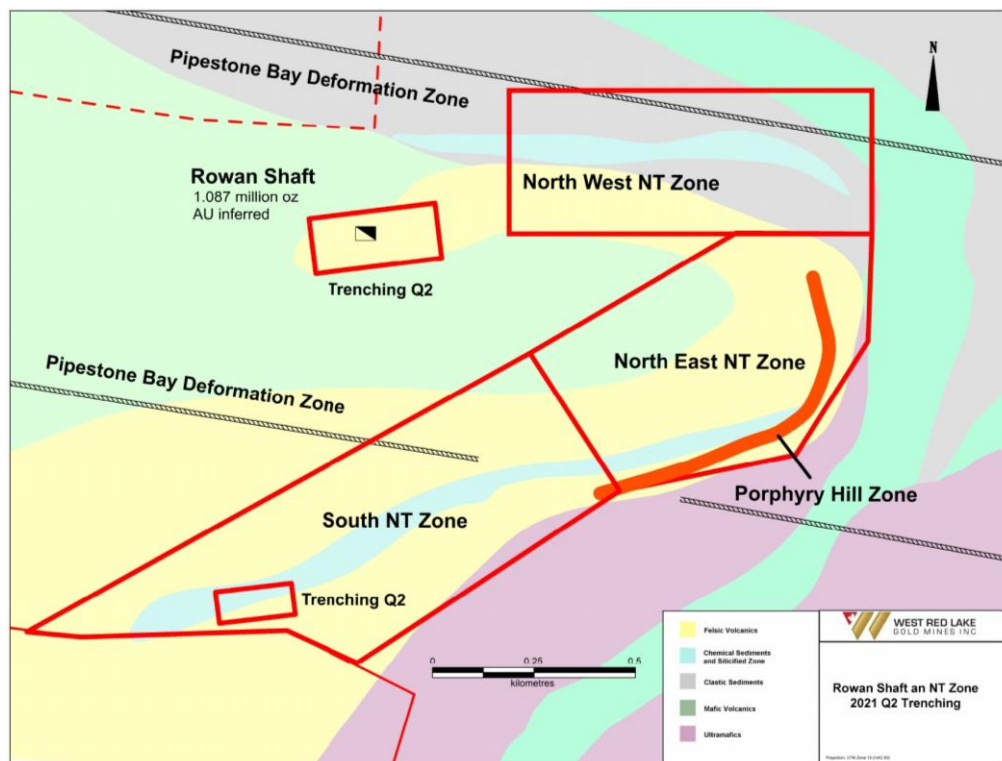 Pipestone Bay Deformation Zone
N
Rowan Shaft
1.087 million oz
AU inferred
North West NT Zone
Trenching Q2
North East NT Zone
Pipestone Bay Deformation Zone
Porphyry Hill Zone
South NT Zone
Trenching Q2
0 0.25 0.5
kilometres
Felsic Volcanics
Chemical Sediments
and Silicified Zone
Clastic Sediments
Mafic Volcanics
Ultramafics
WEST RED LAKE
GOLD MINES INC
Rowan Shaft an NT Zone
2021 Q2 Trenching